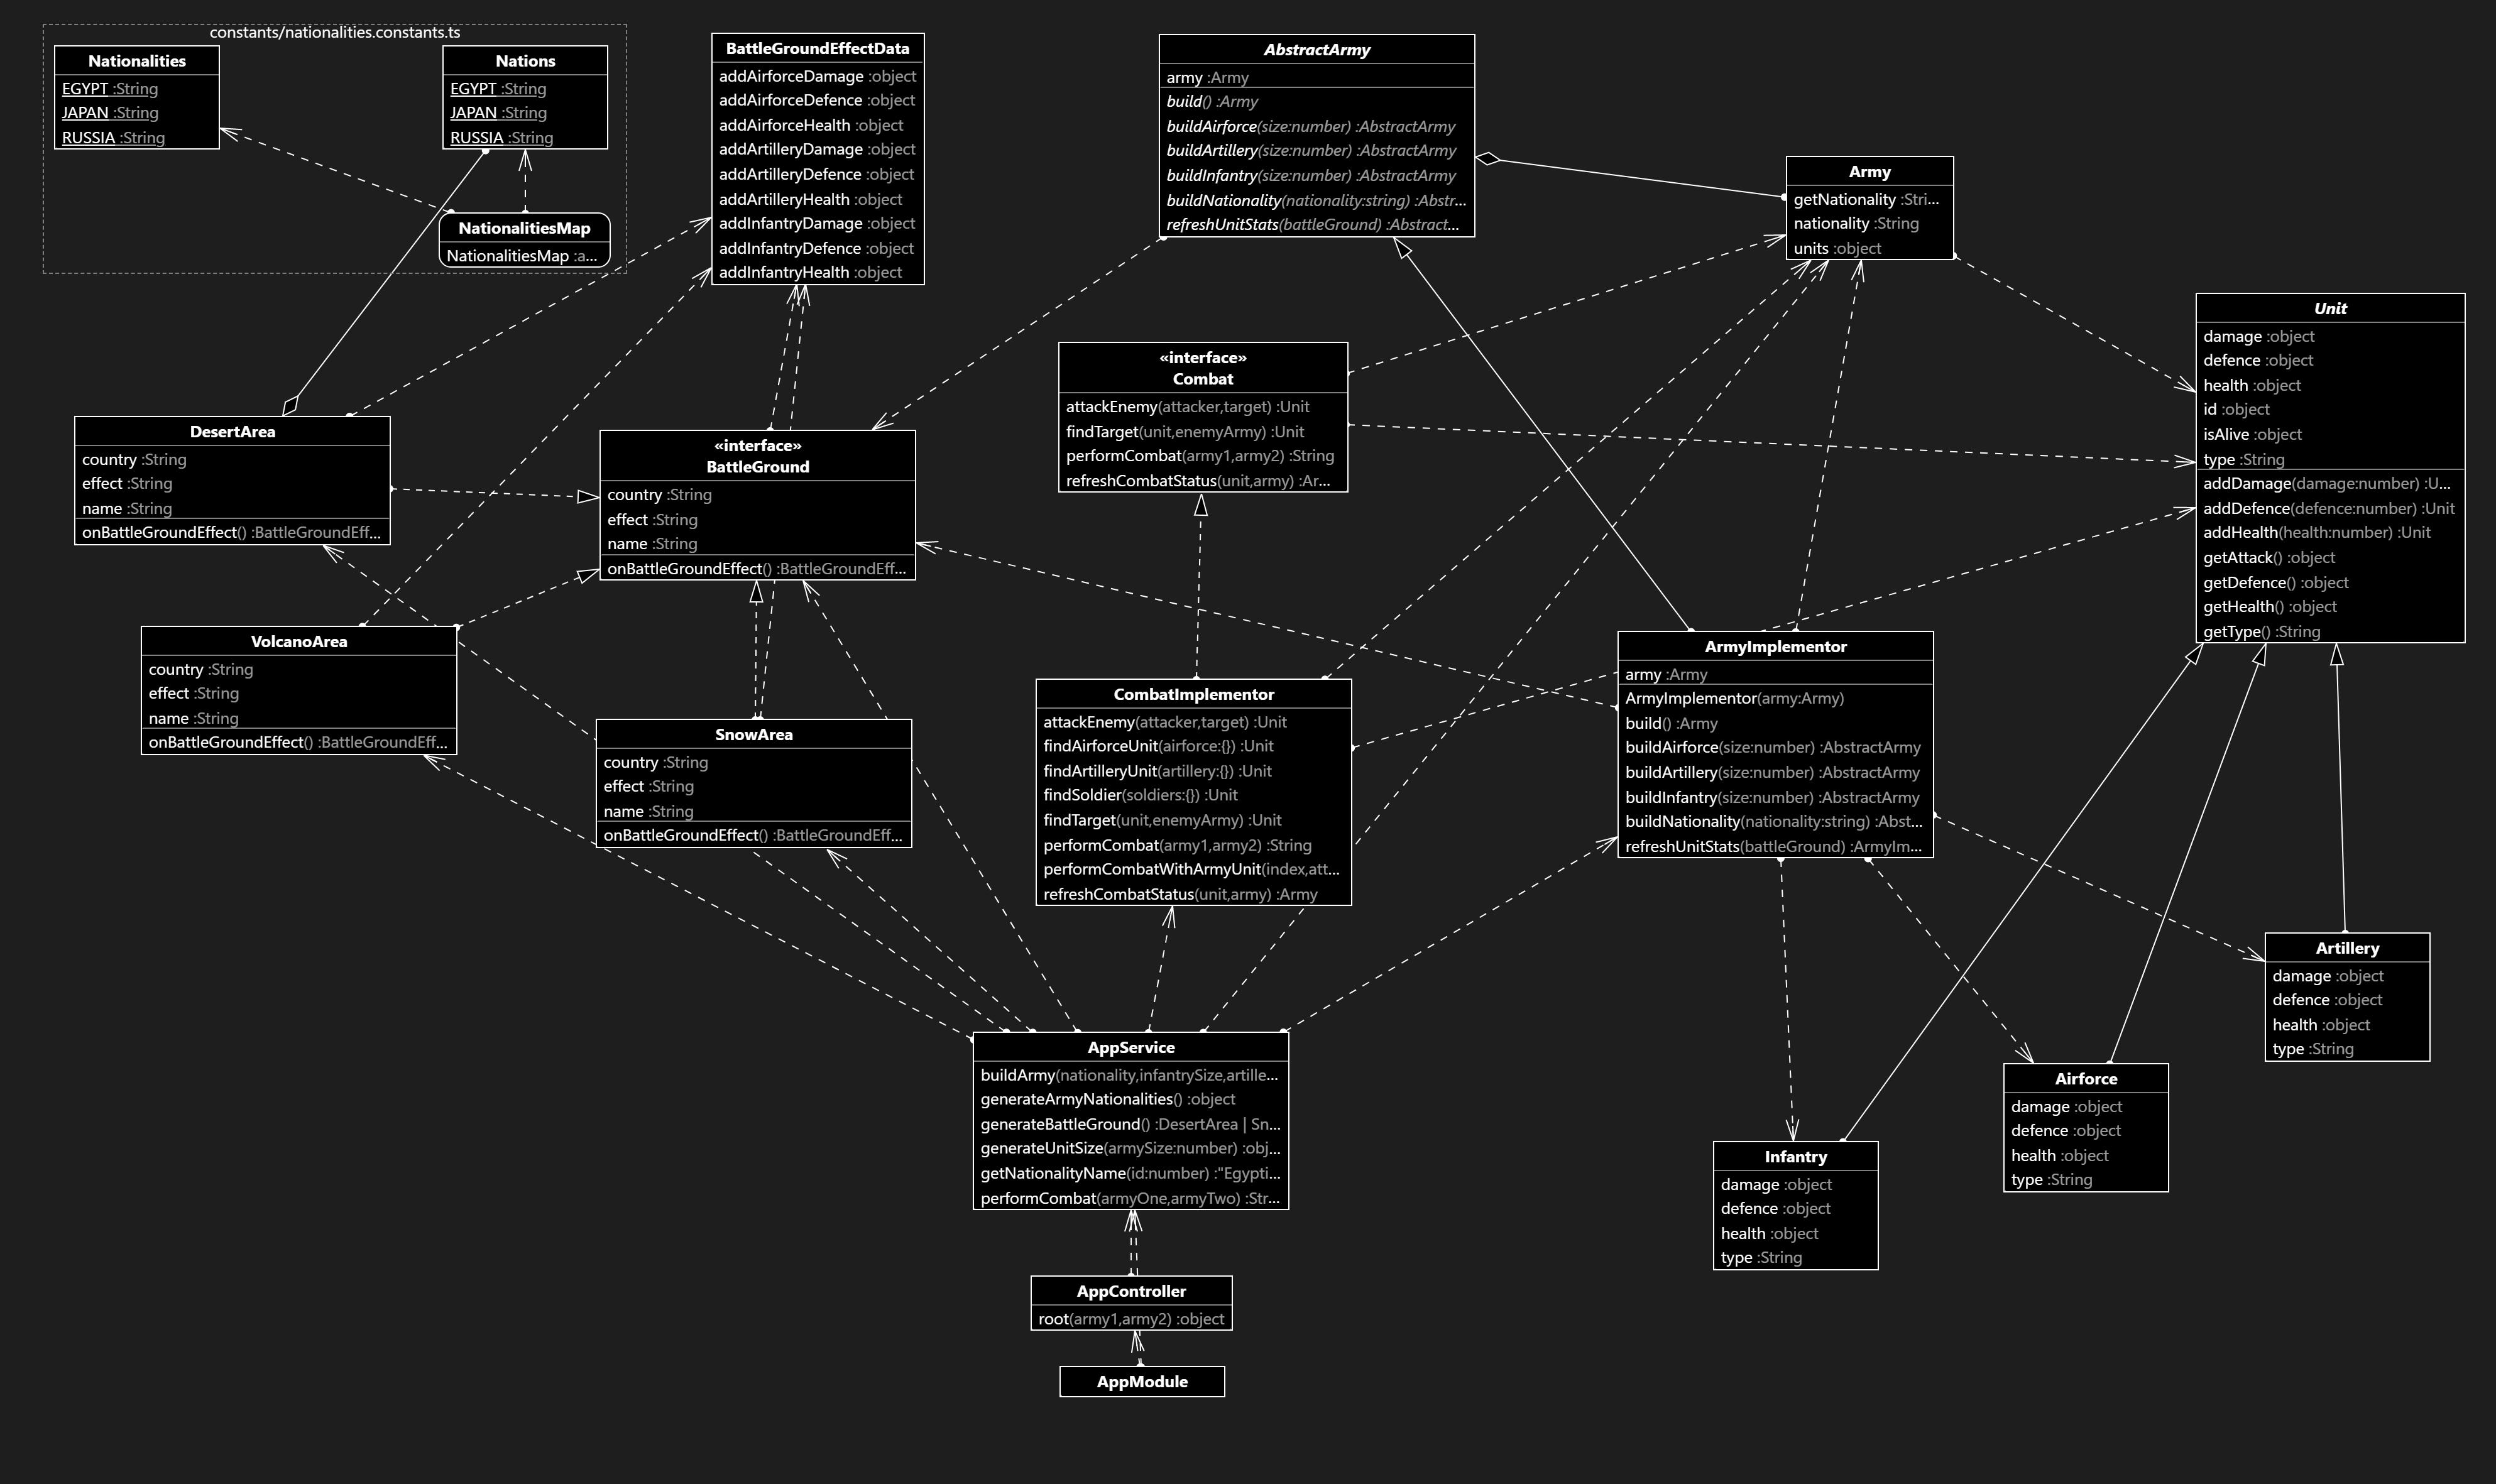 constants/nationalities.constants.ts
Nationalities
EGYPT :String
JAPAN :String
RUSSIA :String
Nations
EGYPT :String
JAPAN :String
RUSSIA :String
NationalitiesMap
NationalitiesMap :a...
BattleGroundEffectData
addAirforceDamage :object
addAirforceDefence :object
addAirforceHealth :object
addArtilleryDamage :object
addArtilleryDefence :object
addArtilleryHealth :object
addInfantryDamage :object
addInfantryDefence :object
addInfantryHealth :object
AbstractArmy
army :Army
build() :Army
buildAirforce(size:number) :AbstractArmy
buildArtillery(size:number) :AbstractArmy
buildInfantry(size:number) :AbstractArmy
buildNationality(nationality:string) :Abstr...
refreshUnitStats(battleGround) :Abstract...
Army
getNationality :Stri...
nationality :String
units :object
Unit
damage :object
defence :object
health :object
id :object
isAlive :object
type :String
addDamage(damage:number) :U...
addDefence(defence:number) :Unit
addHealth(health:number) :Unit
getAttack() :object
getDefence() :object
getHealth() :object
getType() :String
«interface»
Combat
attackEnemy(attacker,target) :Unit
findTarget(unit,enemyArmy) :Unit
performCombat(army1,army2) :String
refreshCombatStatus(unit,army) :Ar...
DesertArea
country :String
effect :String
name :String
onBattleGroundEffect() :BattleGroundEff...
«interface»
BattleGround
country :String
effect :String
name :String
onBattleGroundEffect() :BattleGroundEff...
VolcanoArea
country :String
effect :String
name :String
onBattleGroundEffect() :BattleGroundEff...
SnowArea
country :String
effect :String
name :String
onBattleGroundEffect() :BattleGroundEff...
CombatImplementor
attackEnemy(attacker,target) :Unit
findAirforceUnit(airforce:{}) :Unit
findArtilleryUnit(artillery:{}) :Unit
findSoldier(soldiers:{}) :Unit
findTarget(unit,enemyArmy) :Unit
performCombat(army1,army2) :String
performCombatWithArmyUnit(index,att...
refreshCombatStatus(unit,army) :Army
ArmyImplementor
army :Army
ArmyImplementor(army:Army)
build() :Army
buildAirforce(size:number) :AbstractArmy
buildArtillery(size:number) :AbstractArmy
buildInfantry(size:number) :AbstractArmy
buildNationality(nationality:string) :Abst...
refreshUnitStats(battleGround) :ArmyIm...
Artillery
damage :object
defence :object
health :object
type :String
Airforce
damage :object
defence :object
health :object
type :String
Infantry
damage :object
defence :object
health :object
type :String
AppService
buildArmy(nationality,infantrySize,artille...
generateArmyNationalities() :object
generateBattleGround() :DesertArea | Sn...
generateUnitSize(armySize:number) :obj...
getNationalityName(id:number) :"Egypti...
performCombat(armyOne,armyTwo) :Str...
AppController
root(army1,army2) :object
AppModule